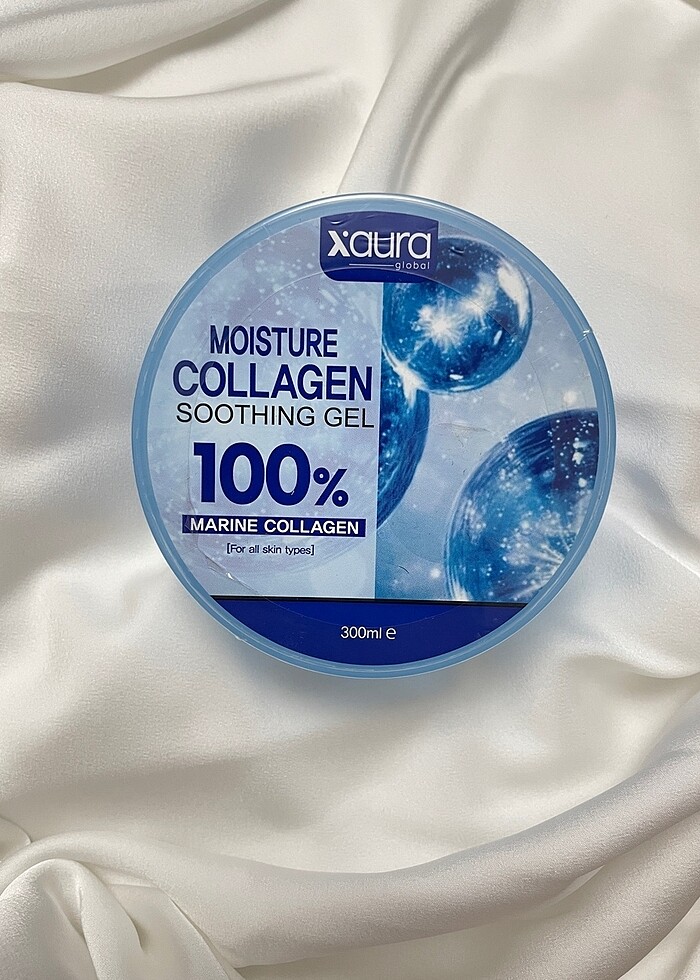 xaura
global
MOISTURE
COLLAGEN
SOOTHING GEL
100%
MARINE COLLAGEN
[For all skin types]
300ml ℮